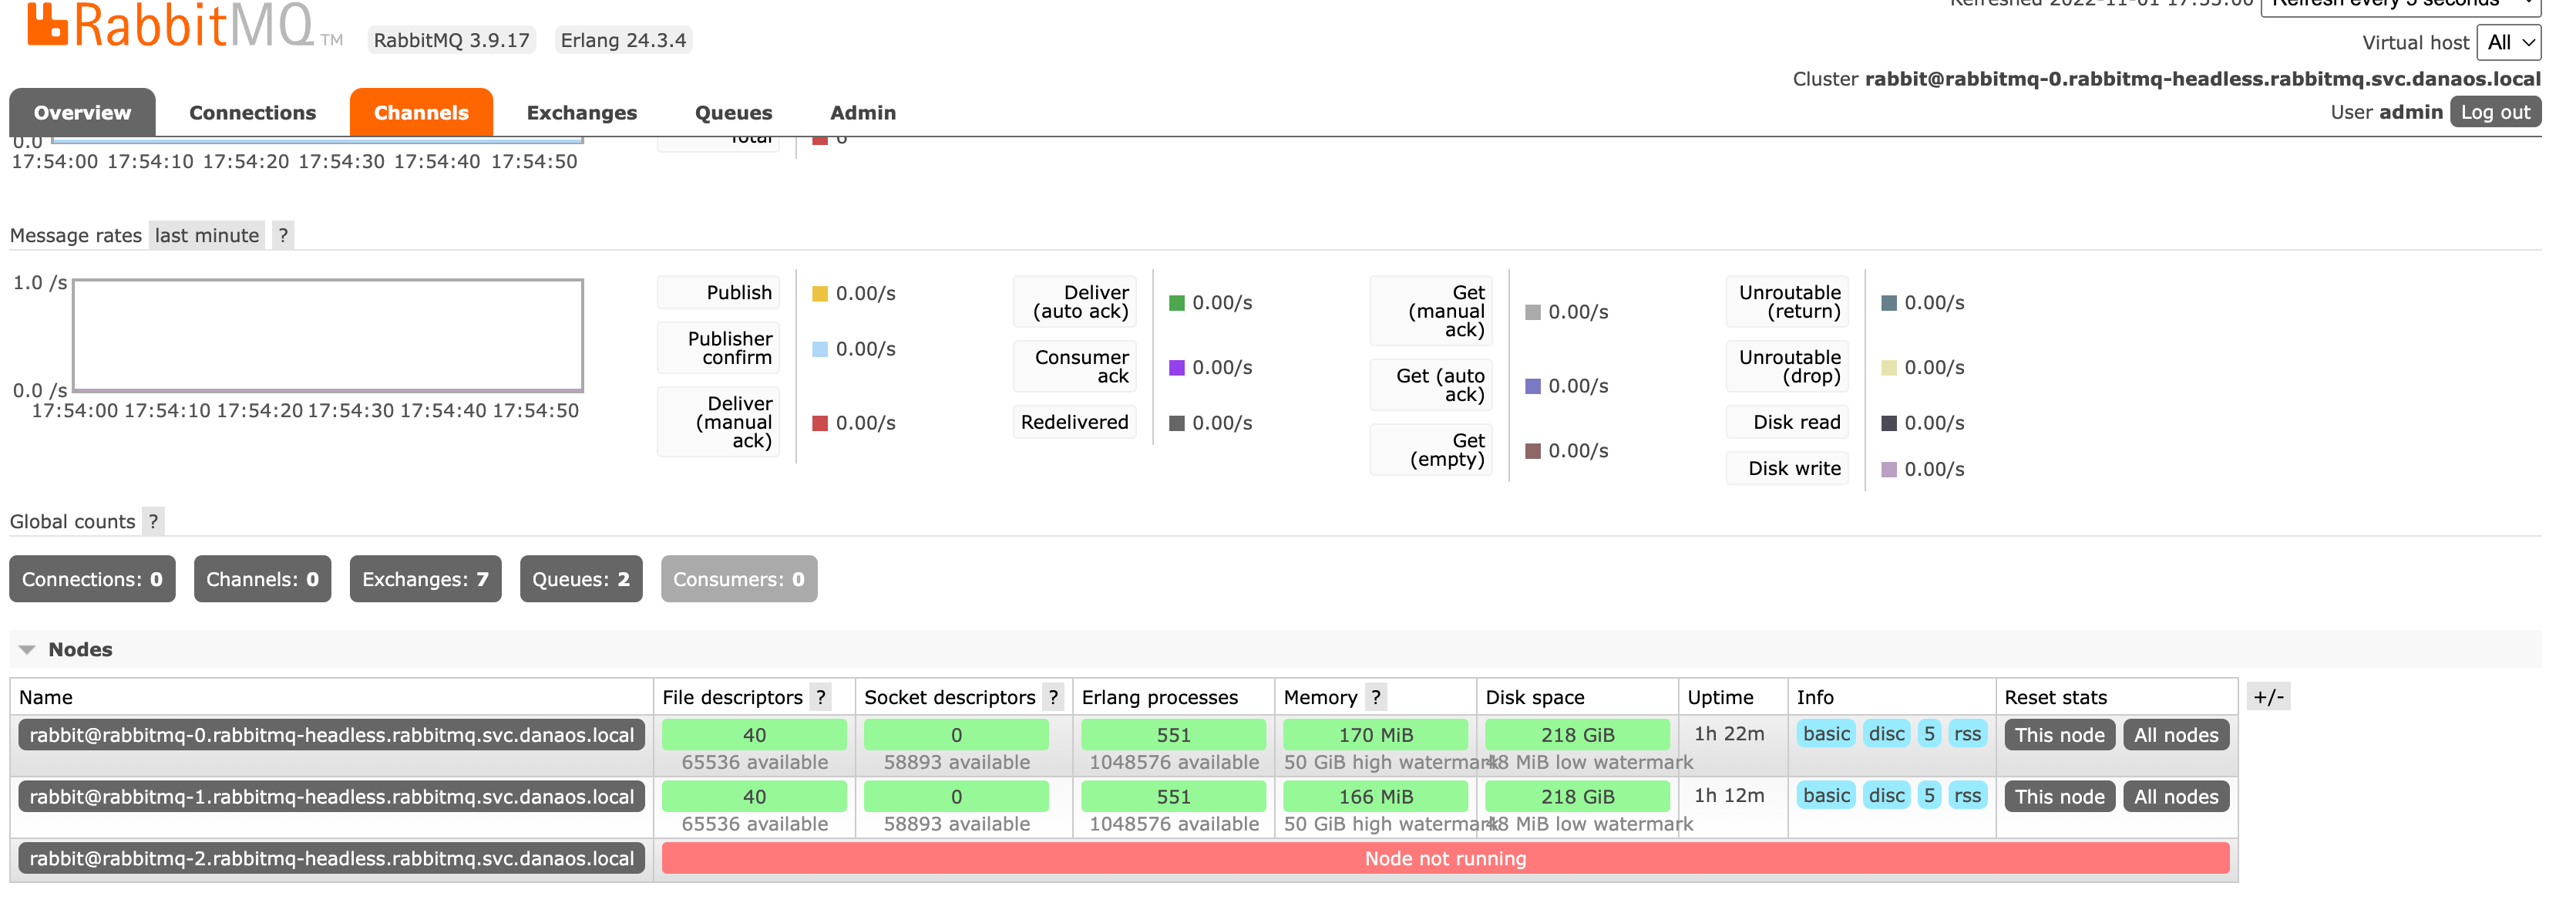 Refreshed 2022-11-01 17:55:00 Refresh every 5 seconds
RabbitMQ TM RabbitMQ 3.9.17 Erlang 24.3.4
Virtual host All
Cluster rabbit@rabbitmq-0.rabbitmq-headless.rabbitmq.svc.danaos.local
User admin Log out
Overview Connections Channels Exchanges Queues Admin
0.0 Total 6
17:54:00 17:54:10 17:54:20 17:54:30 17:54:40 17:54:50
Message rates last minute ?
1.0 /s
0.0 /s
17:54:00 17:54:10 17:54:20 17:54:30 17:54:40 17:54:50
Publish 0.00/s
Publisher confirm 0.00/s
Deliver (manual ack) 0.00/s
Deliver (auto ack) 0.00/s
Consumer ack 0.00/s
Redelivered 0.00/s
Get (manual ack) 0.00/s
Get (auto ack) 0.00/s
Get (empty) 0.00/s
Unroutable (return) 0.00/s
Unroutable (drop) 0.00/s
Disk read 0.00/s
Disk write 0.00/s
Global counts ?
Connections: 0 Channels: 0 Exchanges: 7 Queues: 2 Consumers: 0
Nodes
Name File descriptors ? Socket descriptors ? Erlang processes Memory ? Disk space Uptime Info Reset stats +/-
rabbit@rabbitmq-0.rabbitmq-headless.rabbitmq.svc.danaos.local 40 0 551 170 MiB 218 GiB 1h 22m basic disc 5 rss This node All nodes
65536 available 58893 available 1048576 available 50 GiB high watermark 48 MiB low watermark
rabbit@rabbitmq-1.rabbitmq-headless.rabbitmq.svc.danaos.local 40 0 551 166 MiB 218 GiB 1h 12m basic disc 5 rss This node All nodes
65536 available 58893 available 1048576 available 50 GiB high watermark 48 MiB low watermark
rabbit@rabbitmq-2.rabbitmq-headless.rabbitmq.svc.danaos.local Node not running